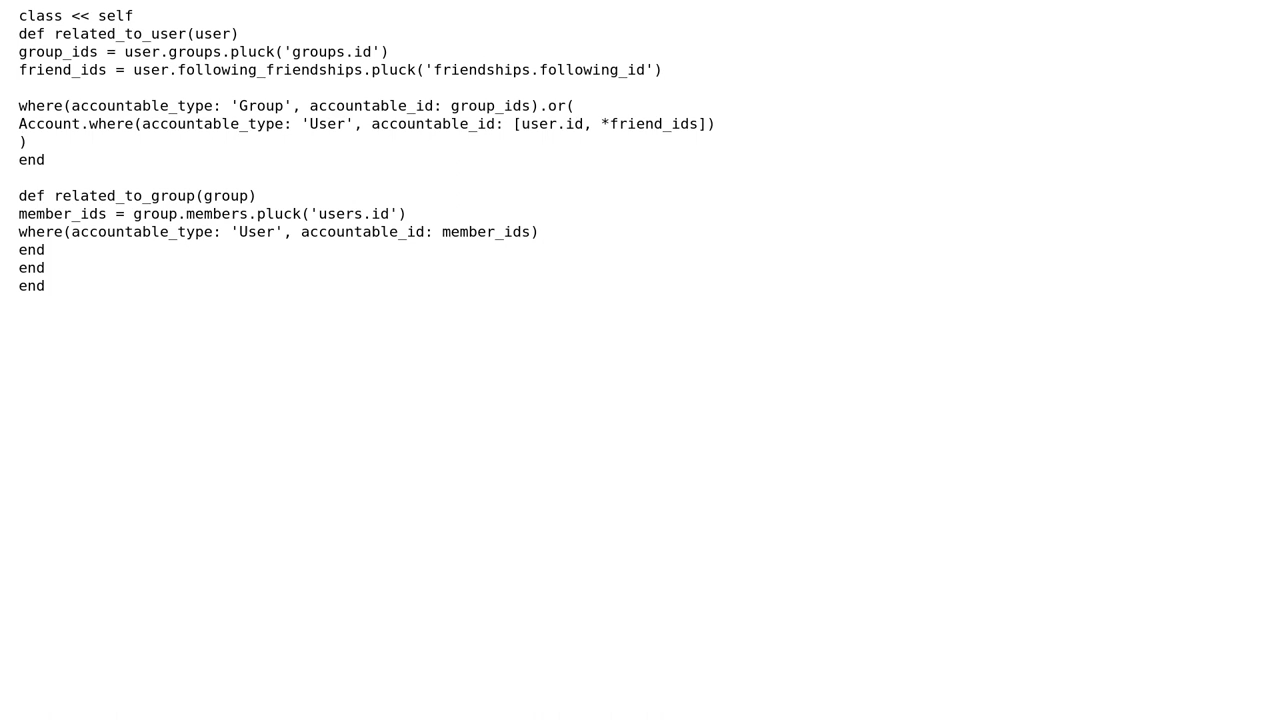 class << self
def related_to_user(user)
group_ids = user.groups.pluck('groups.id')
friend_ids = user.following_friendships.pluck('friendships.following_id')

where(accountable_type: 'Group', accountable_id: group_ids).or(
Account.where(accountable_type: 'User', accountable_id: [user.id, *friend_ids])
)
end

def related_to_group(group)
member_ids = group.members.pluck('users.id')
where(accountable_type: 'User', accountable_id: member_ids)
end
end
end